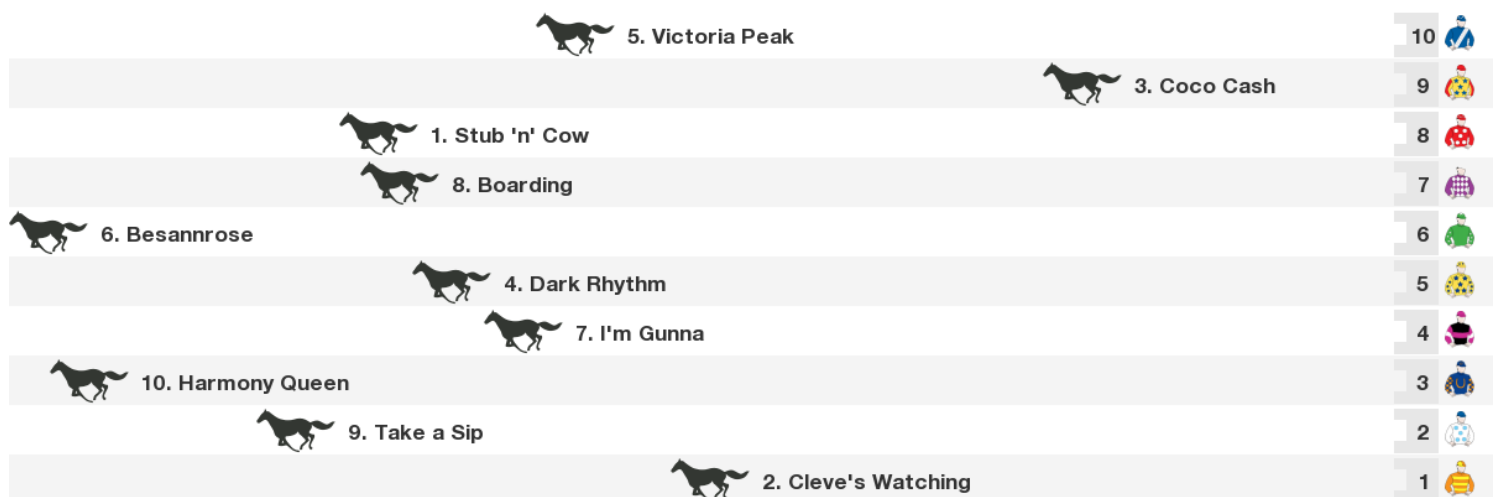 5. Victoria Peak 10
3. Coco Cash 9
1. Stub 'n' Cow 8
8. Boarding 7
6. Besannrose 6
4. Dark Rhythm 5
7. I'm Gunna 4
10. Harmony Queen 3
9. Take a Sip 2
2. Cleve's Watching 1